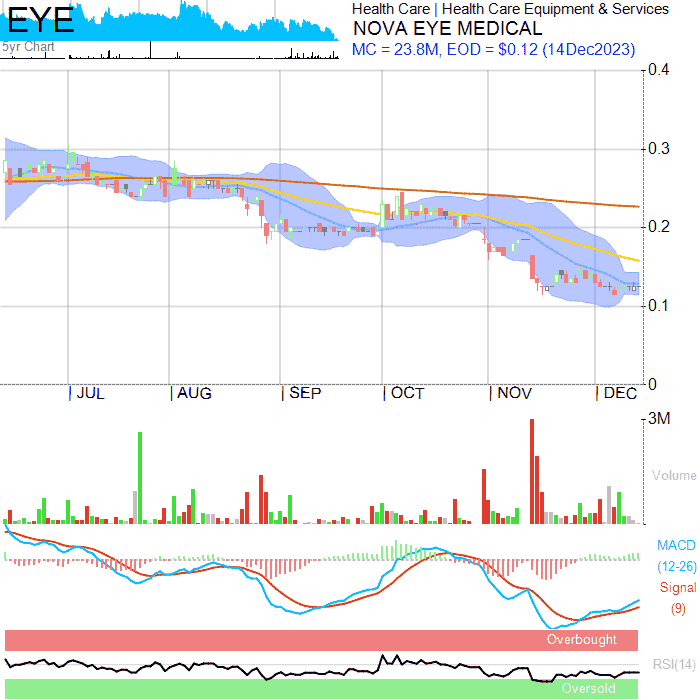 EYE
5yr Chart
Health Care | Health Care Equipment & Services
NOVA EYE MEDICAL
MC = 23.8M, EOD = $0.12 (14Dec2023)
0.4
0.3
0.2
0.1
0
| JUL | AUG | SEP | OCT | NOV | DEC
3M
Volume
MACD
(12-26)
Signal
(9)
Overbought
RSI(14)
Oversold